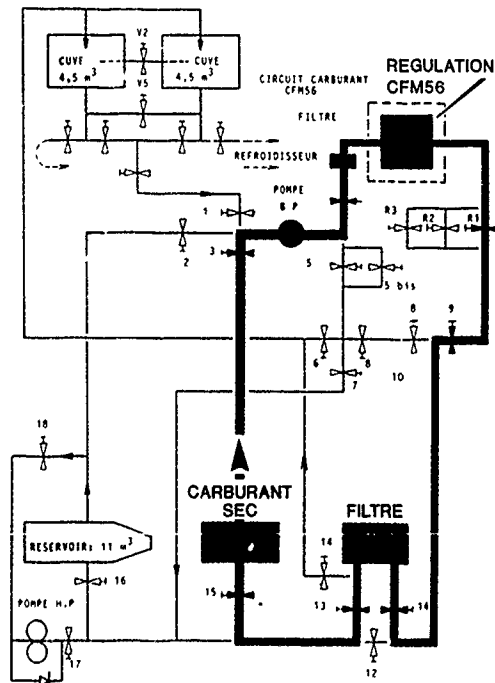 V2
CUVE
4,5 m³
CUVE
4,5 m³
V5
CIRCUIT CARBURANT
CFM56
REGULATION
CFM56
FILTRE
REFROIDISSEUR
POMPE
B.P
1
2
3
R3
R2
R1
5
5 bis
8
9
6
8
7
10
18
CARBURANT
SEC
FILTRE
RESERVOIR: 11 m³
16
14
15
13
14
POMPE H.P
17
12